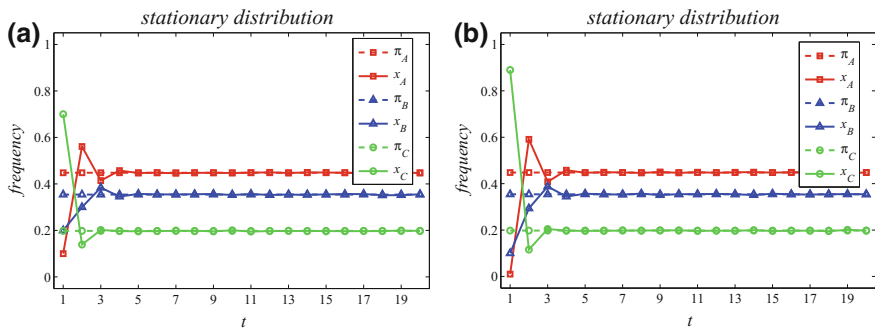 (a)
stationary distribution
frequency
1
0.8
0.6
0.4
0.2
0
π_A
x_A
π_B
x_B
π_C
x_C
1 3 5 7 9 11 13 15 17 19
t
(b)
stationary distribution
frequency
1
0.8
0.6
0.4
0.2
0
π_A
x_A
π_B
x_B
π_C
x_C
1 3 5 7 9 11 13 15 17 19
t